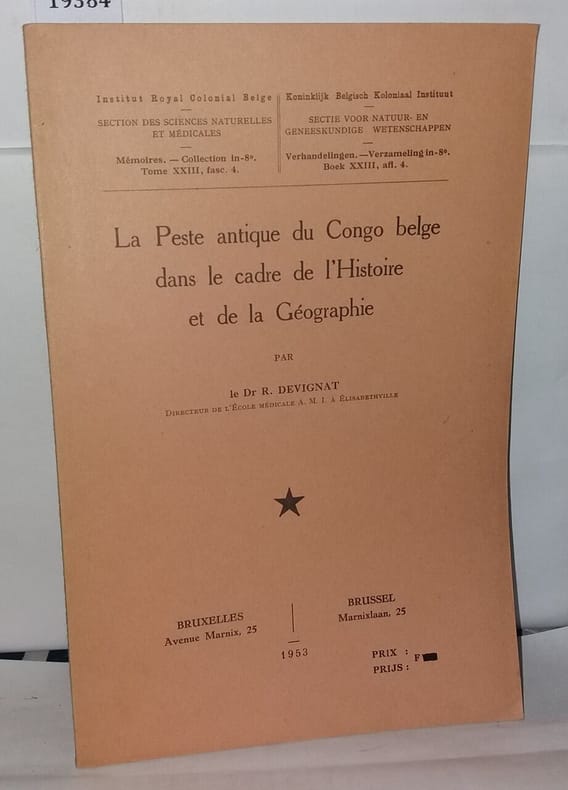 19384
Institut Royal Colonial Belge
SECTION DES SCIENCES NATURELLES
ET MÉDICALES
Mémoires. — Collection in-8º.
Tome XXIII, fasc. 4.
Koninklijk Belgisch Koloniaal Instituut
SECTIE VOOR NATUUR- EN
GENEESKUNDIGE WETENSCHAPPEN
Verhandelingen. — Verzameling in-8º.
Boek XXIII, afl. 4.
La Peste antique du Congo belge
dans le cadre de l'Histoire
et de la Géographie
PAR
le Dr R. DEVIGNAT
DIRECTEUR DE L'ÉCOLE MÉDICALE A. M. I. À ÉLISABETHVILLE
BRUXELLES
Avenue Marnix, 25
BRUSSEL
Marnixlaan, 25
1953
PRIX :
PRIJS :
F